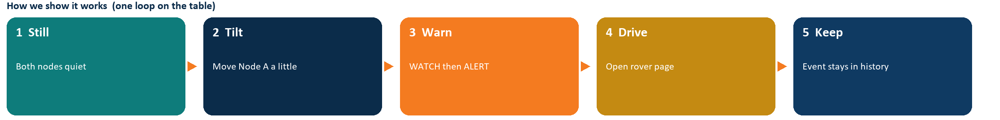 How we show it works  (one loop on the table)
1  Still
Both nodes quiet
2  Tilt
Move Node A a little
3  Warn
WATCH then ALERT
4  Drive
Open rover page
5  Keep
Event stays in history